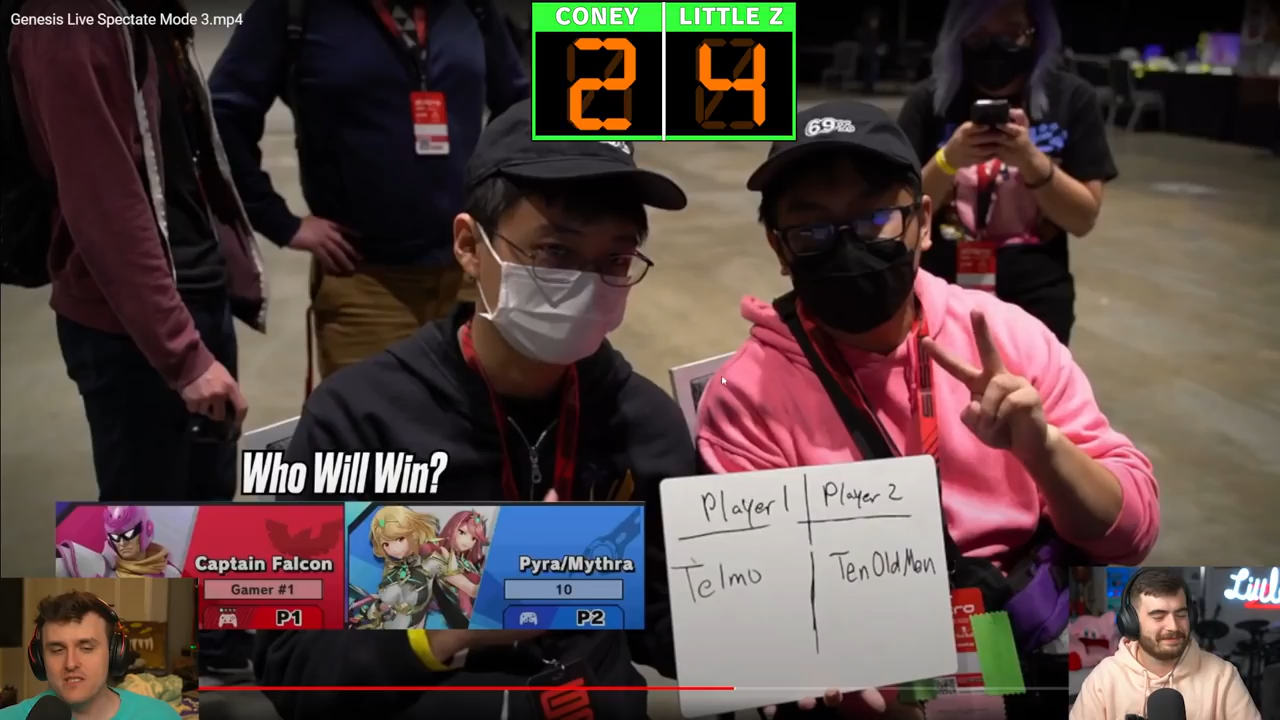 Genesis Live Spectate Mode 3.mp4
CONEY
LITTLE Z
2
4
69
Who Will Win?
Captain Falcon
Gamer #1
P1
Pyra/Mythra
10
P2
Player 1
Player 2
Telmo
TenOldMen